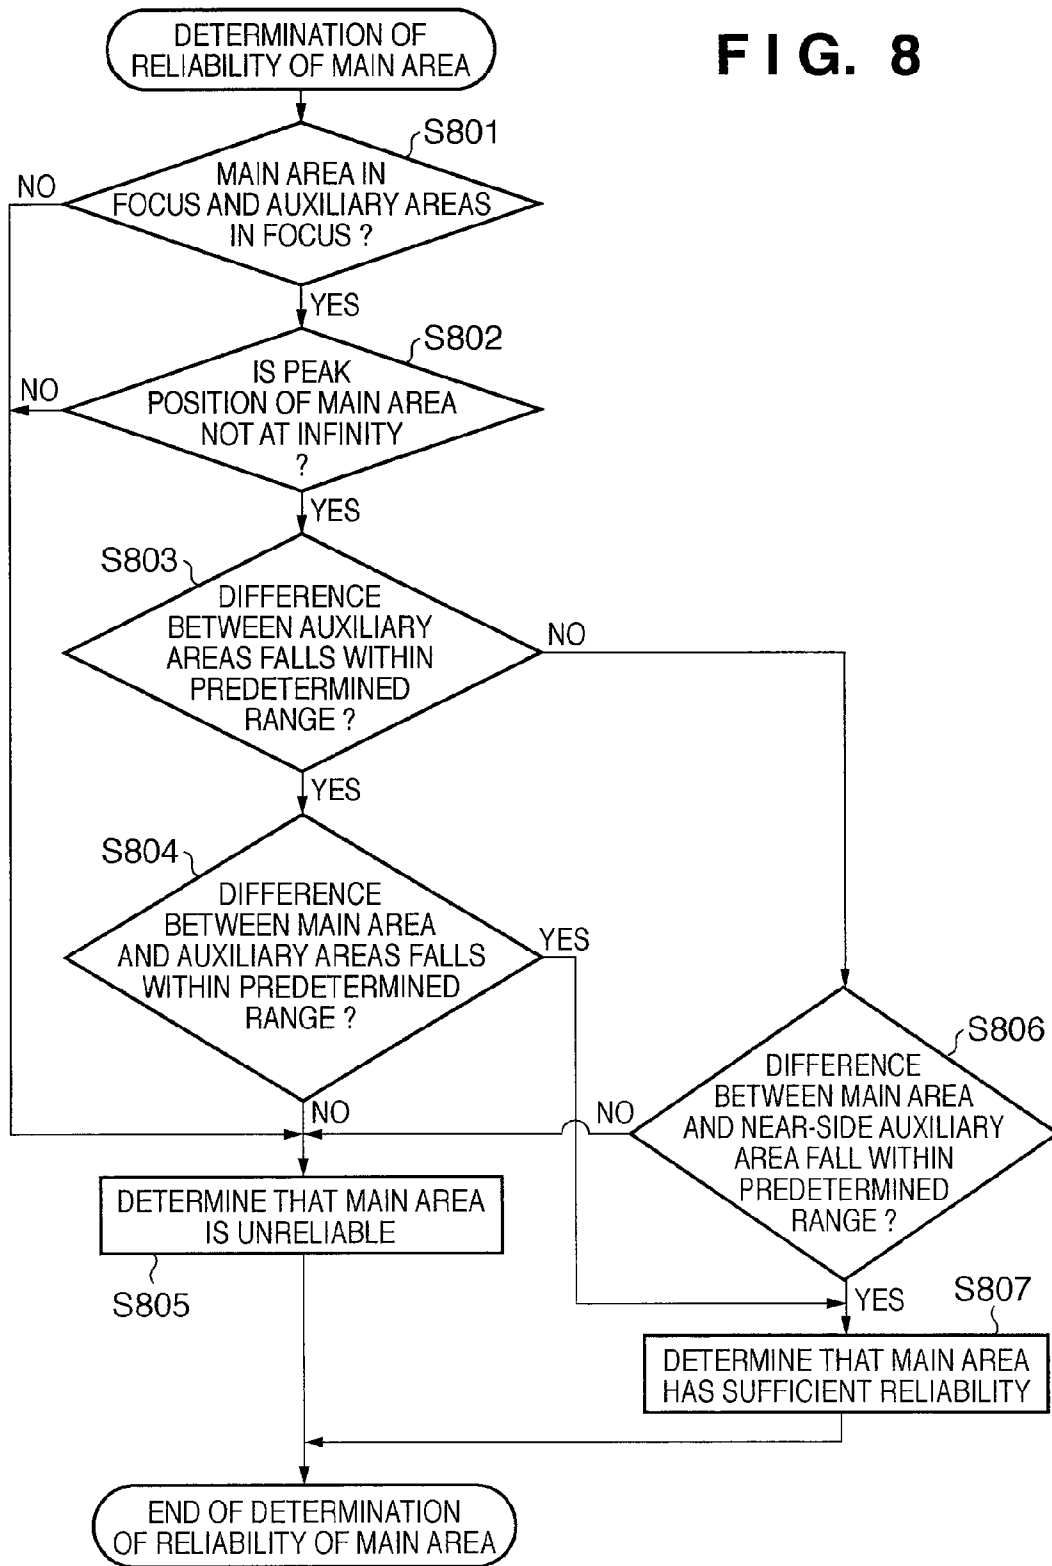 FIG. 8
DETERMINATION OF
RELIABILITY OF MAIN AREA
S801
MAIN AREA IN
FOCUS AND AUXILIARY AREAS
IN FOCUS ?
NO
YES
S802
IS PEAK
POSITION OF MAIN AREA
NOT AT INFINITY
?
NO
YES
S803
DIFFERENCE
BETWEEN AUXILIARY
AREAS FALLS WITHIN
PREDETERMINED
RANGE ?
NO
YES
S804
DIFFERENCE
BETWEEN MAIN AREA
AND AUXILIARY AREAS FALLS
WITHIN PREDETERMINED
RANGE ?
YES
NO
S806
DIFFERENCE
BETWEEN MAIN AREA
AND NEAR-SIDE AUXILIARY
AREA FALL WITHIN
PREDETERMINED
RANGE ?
NO
YES
DETERMINE THAT MAIN AREA
IS UNRELIABLE
S805
S807
DETERMINE THAT MAIN AREA
HAS SUFFICIENT RELIABILITY
END OF DETERMINATION
OF RELIABILITY OF MAIN AREA